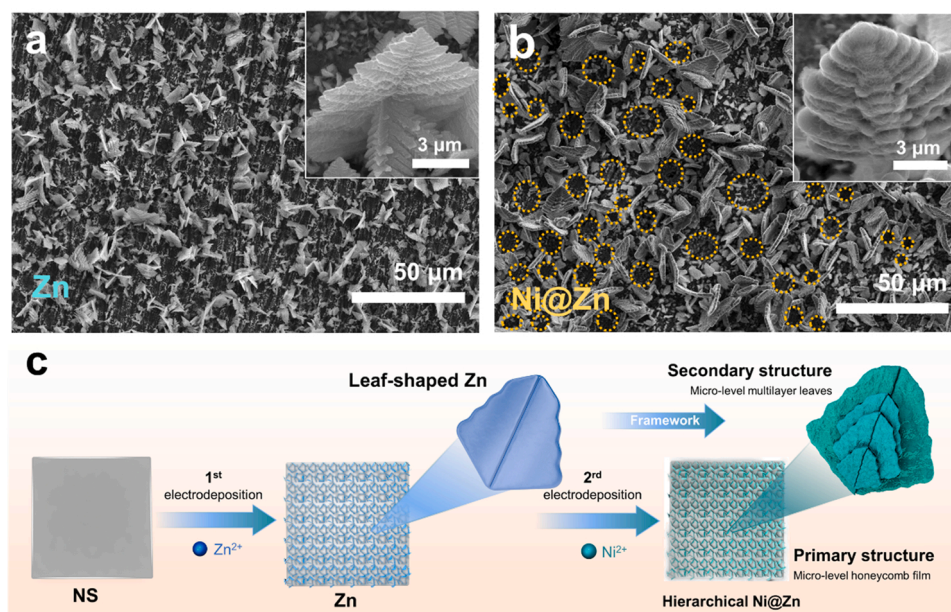 a
3 μm
Zn
50 μm
b
3 μm
Ni@Zn
50 μm
c
Leaf-shaped Zn
Secondary structure
Micro-level multilayer leaves
Framework
1st
electrodeposition
Zn2+
2rd
electrodeposition
Ni2+
Primary structure
Micro-level honeycomb film
NS
Zn
Hierarchical Ni@Zn